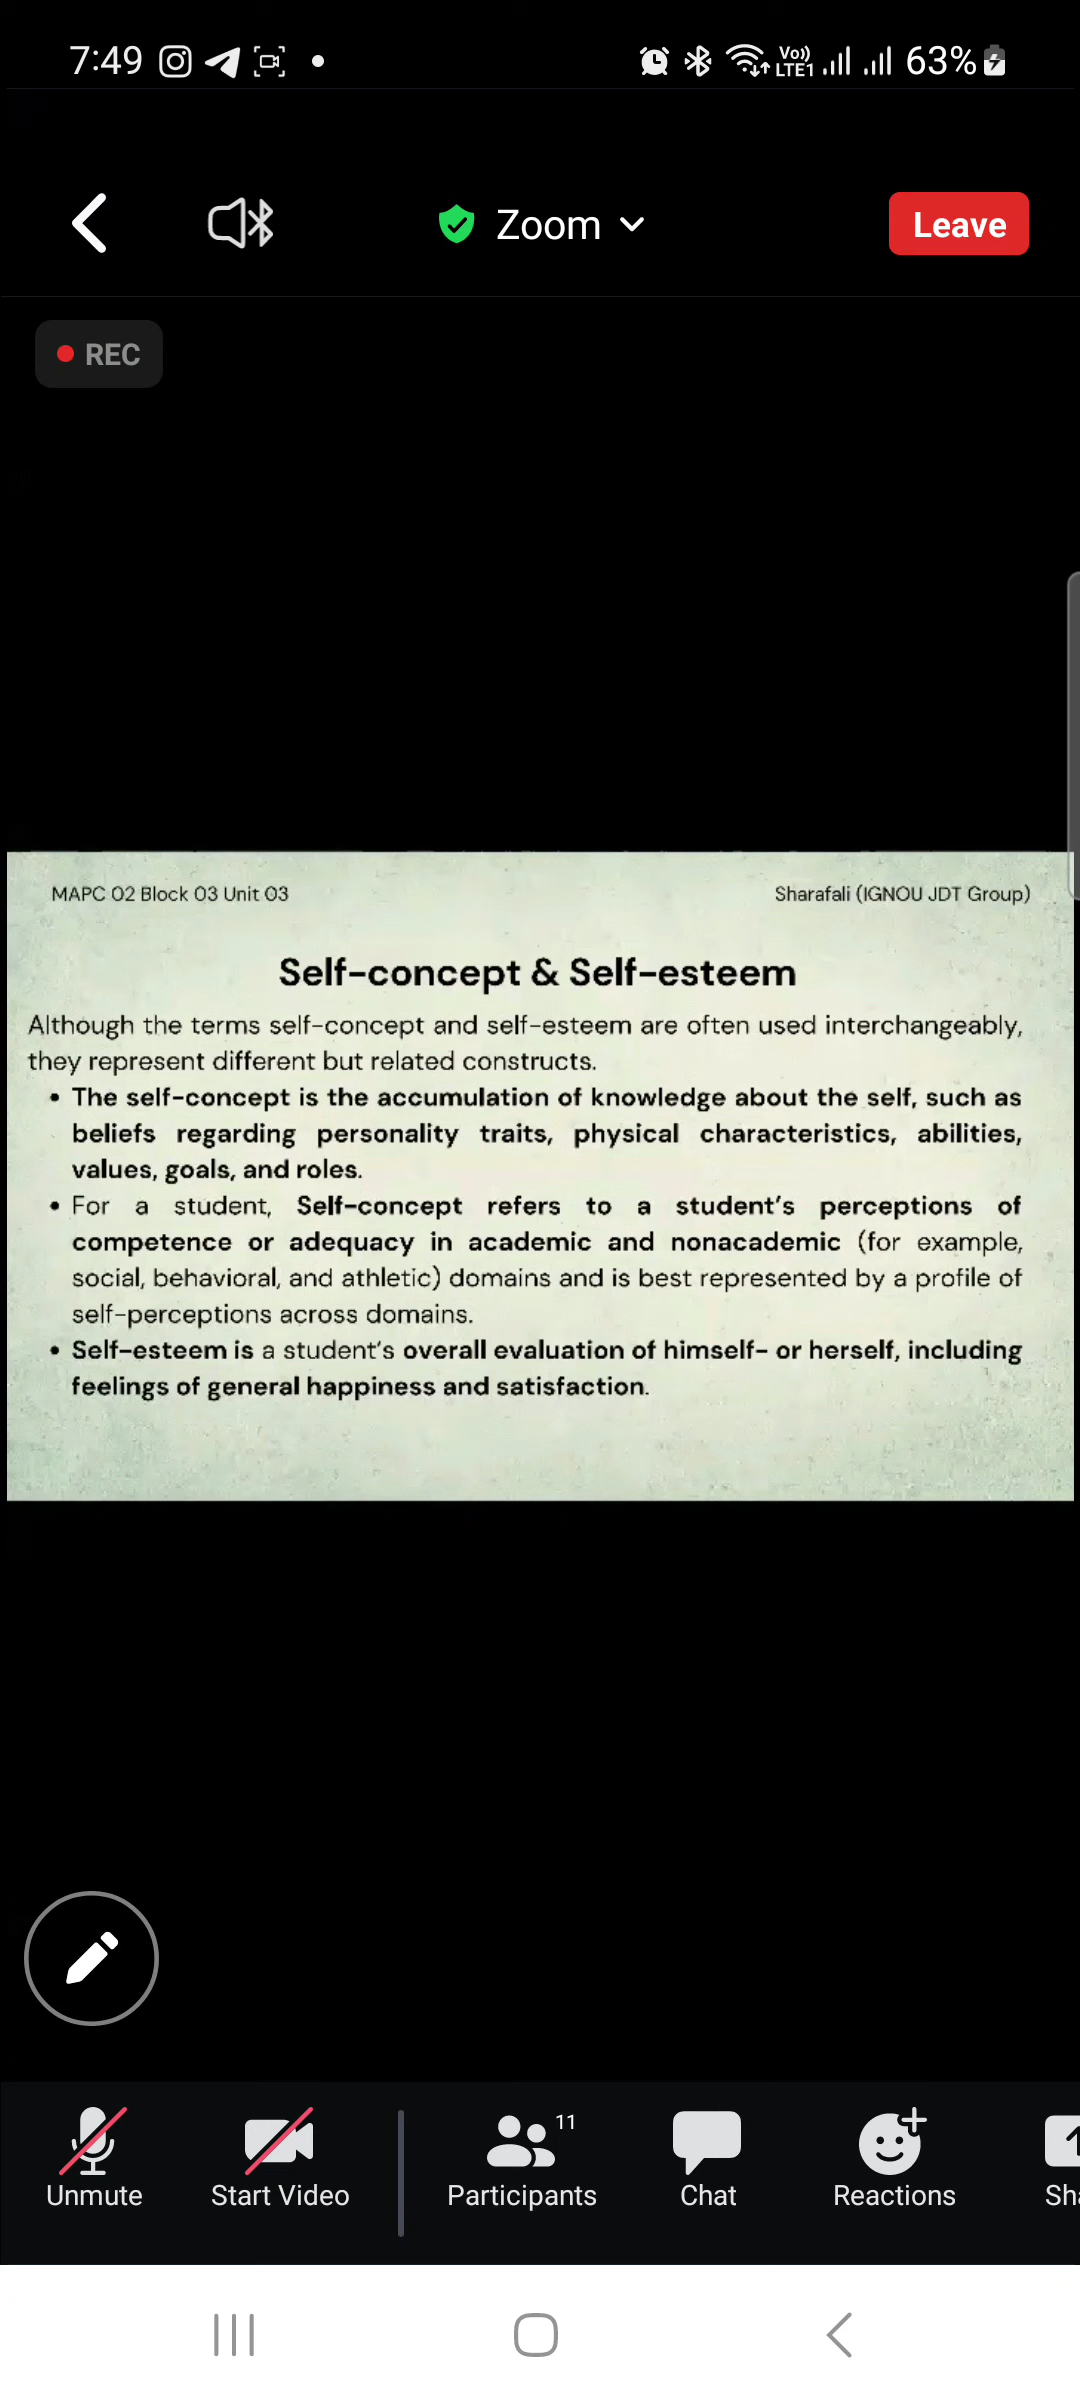 7:49
Vo))
LTE1
63%
Zoom
Leave
REC
MAPC 02 Block 03 Unit 03
Sharafali (IGNOU JDT Group)
Self-concept & Self-esteem
Although the terms self-concept and self-esteem are often used interchangeably,
they represent different but related constructs.
• The self-concept is the accumulation of knowledge about the self, such as
beliefs regarding personality traits, physical characteristics, abilities,
values, goals, and roles.
• For a student, Self-concept refers to a student's perceptions of
competence or adequacy in academic and nonacademic (for example,
social, behavioral, and athletic) domains and is best represented by a profile of
self-perceptions across domains.
• Self-esteem is a student's overall evaluation of himself- or herself, including
feelings of general happiness and satisfaction.
11
Unmute
Start Video
Participants
Chat
Reactions